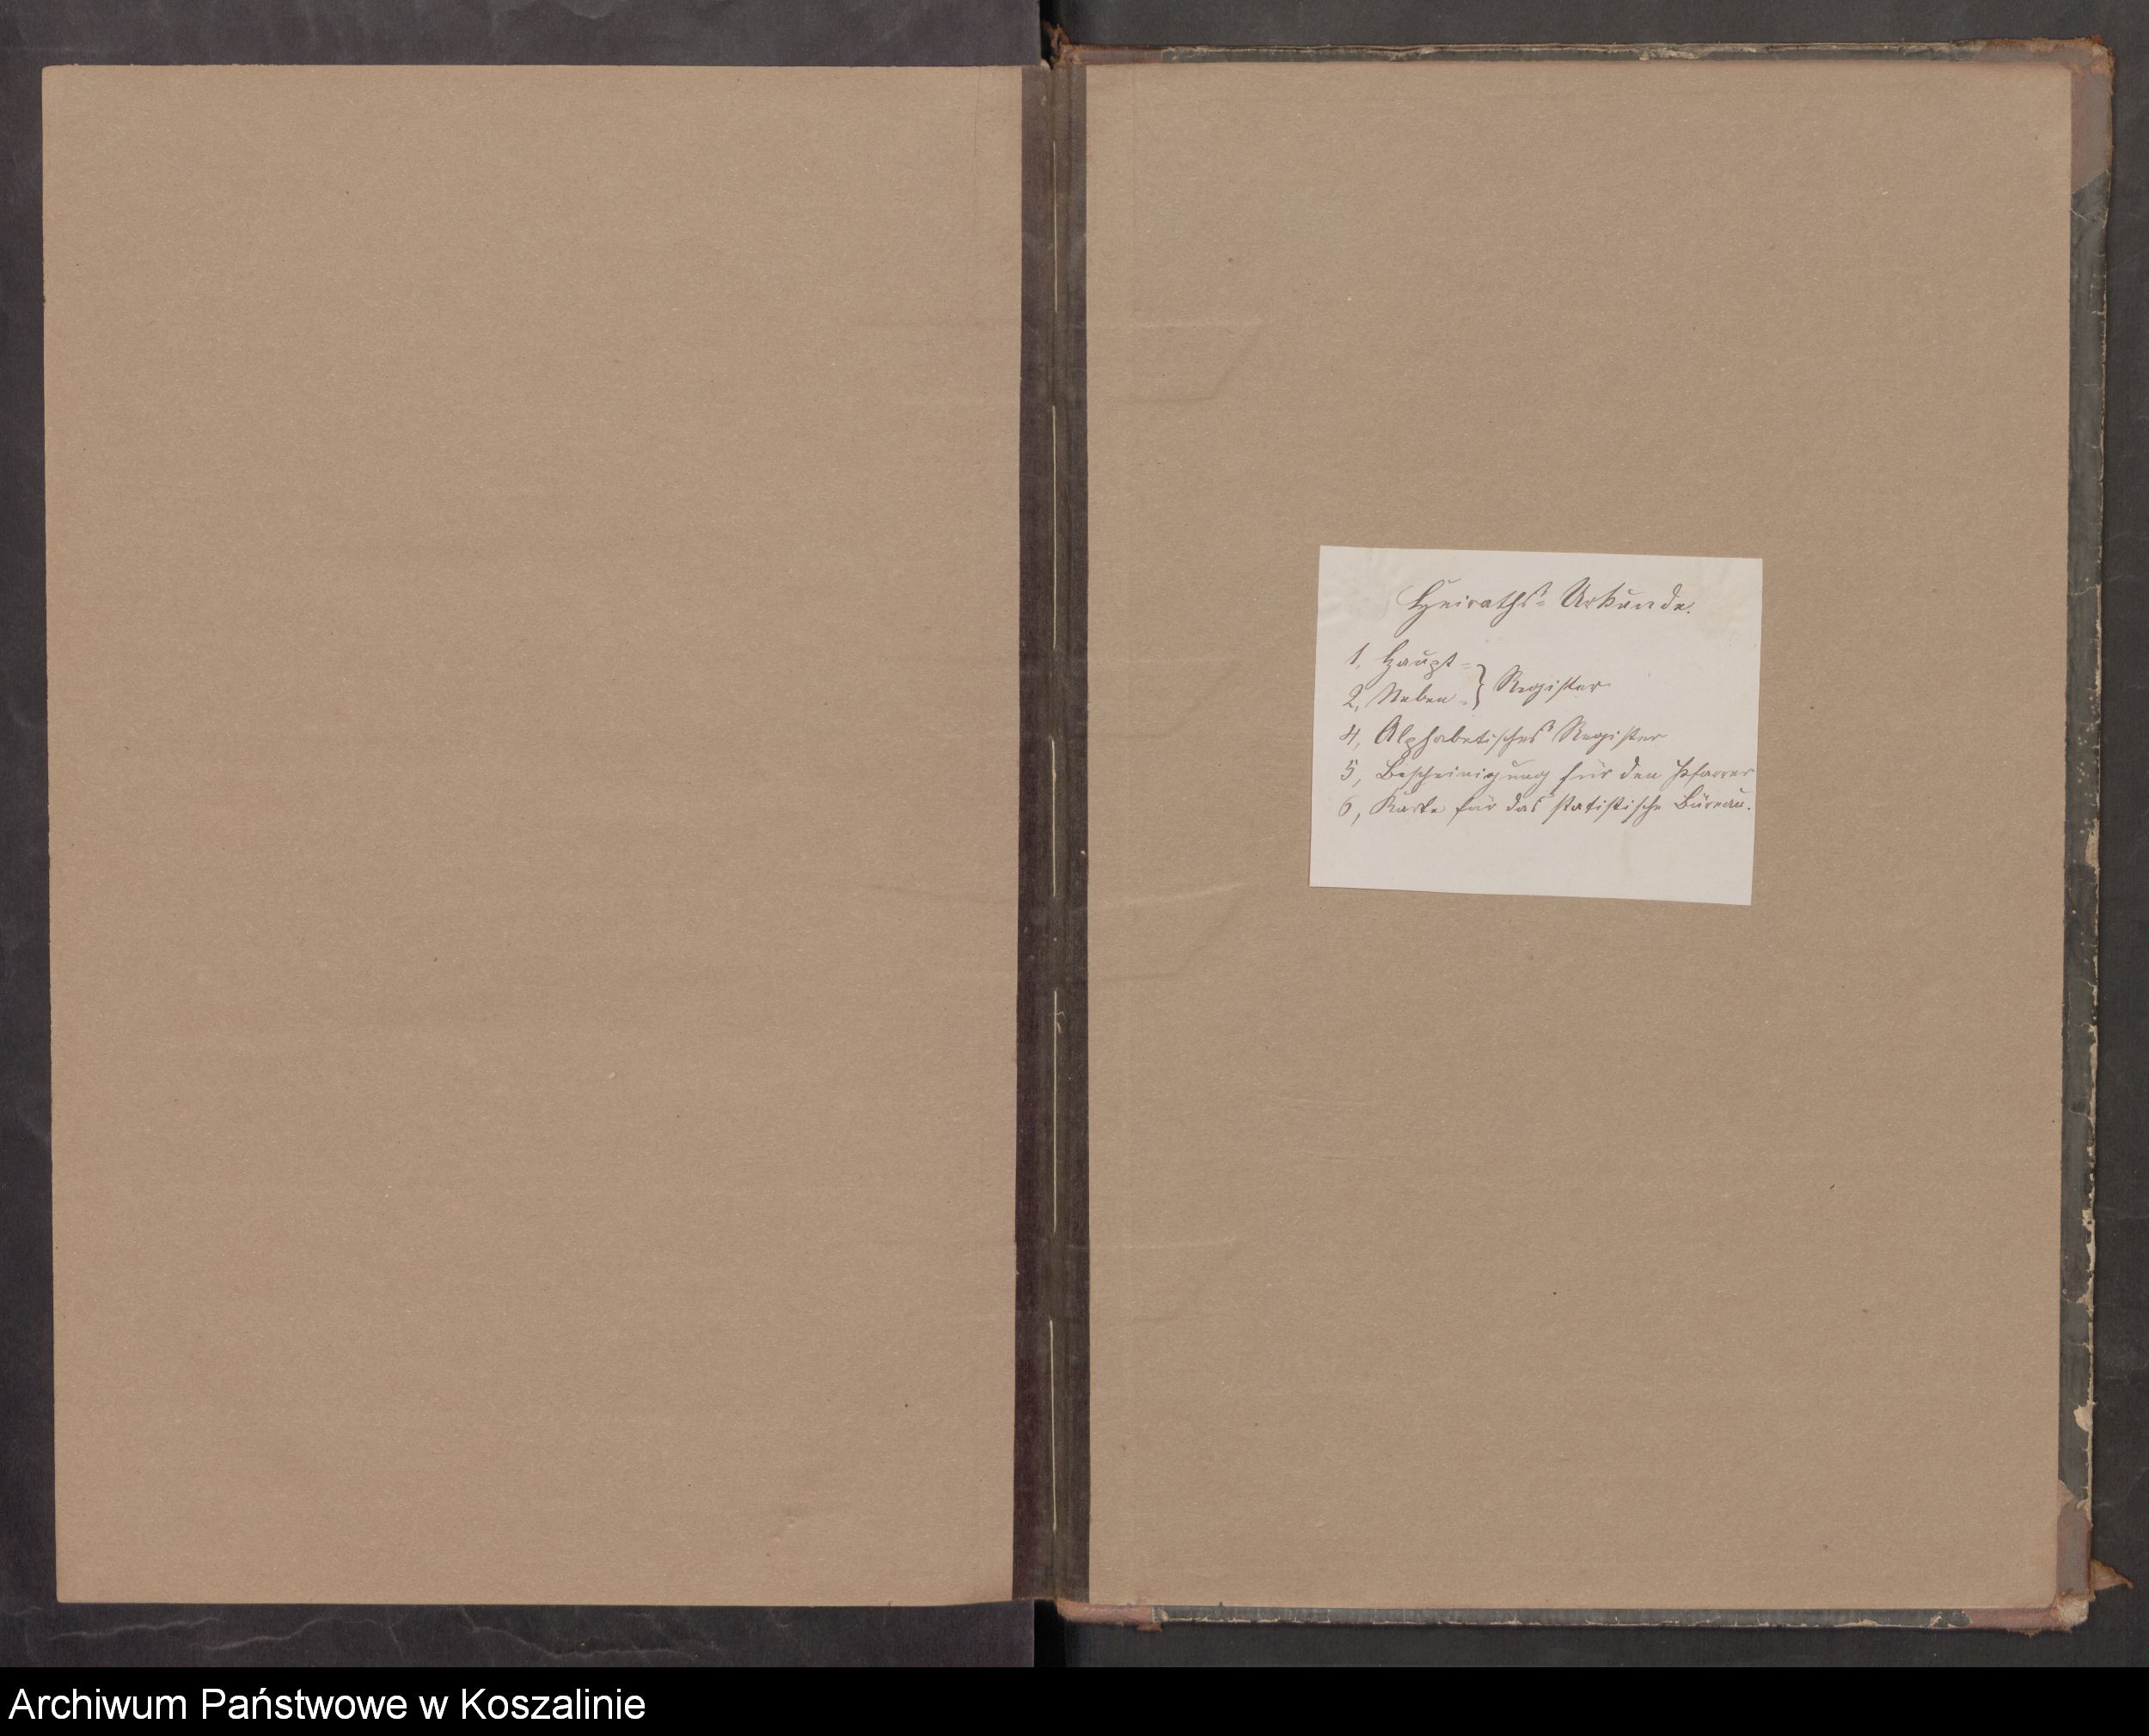 Heiraths-Urkunde.
1, Haupt- } Register
2, Neben- }
4, Alphabetisches Register
5, Bescheinigung für den Pfarrer
6, Karte für das statistische Büreau.
Archiwum Państwowe w Koszalinie